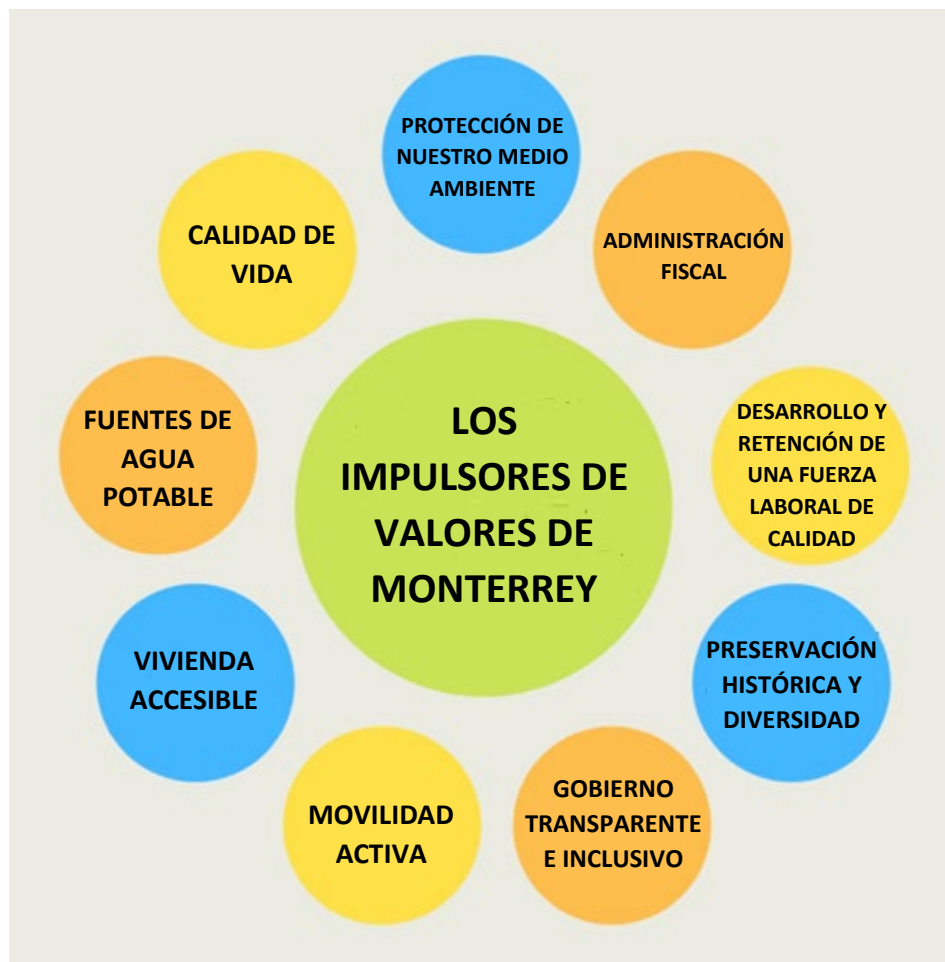 LOS
IMPULSORES DE
VALORES DE
MONTERREY
PROTECCIÓN DE
NUESTRO MEDIO
AMBIENTE
ADMINISTRACIÓN
FISCAL
DESARROLLO Y
RETENCIÓN DE
UNA FUERZA
LABORAL DE
CALIDAD
PRESERVACIÓN
HISTÓRICA Y
DIVERSIDAD
GOBIERNO
TRANSPARENTE
E INCLUSIVO
MOVILIDAD
ACTIVA
VIVIENDA
ACCESIBLE
FUENTES DE
AGUA
POTABLE
CALIDAD DE
VIDA